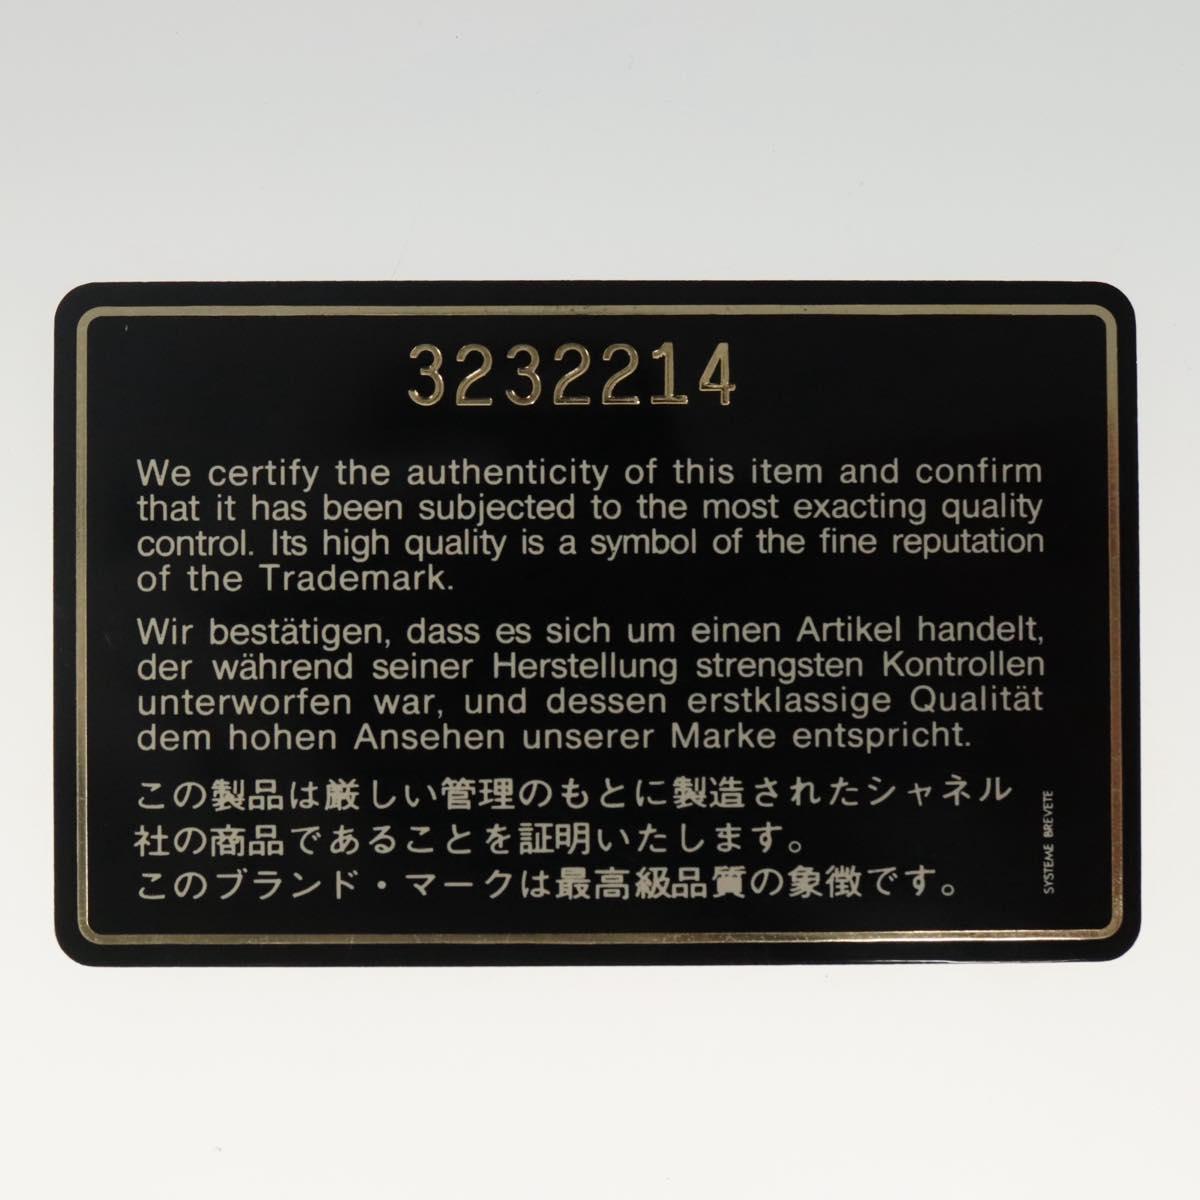 3232214
We certify the authenticity of this item and confirm
that it has been subjected to the most exacting quality
control. Its high quality is a symbol of the fine reputation
of the Trademark.
Wir bestätigen, dass es sich um einen Artikel handelt,
der während seiner Herstellung strengsten Kontrollen
unterworfen war, und dessen erstklassige Qualität
dem hohen Ansehen unserer Marke entspricht.
この製品は厳しい管理のもとに製造されたシャネル
社の商品であることを証明いたします。
このブランド・マークは最高級品質の象徴です。
SYSTEME BREVETE